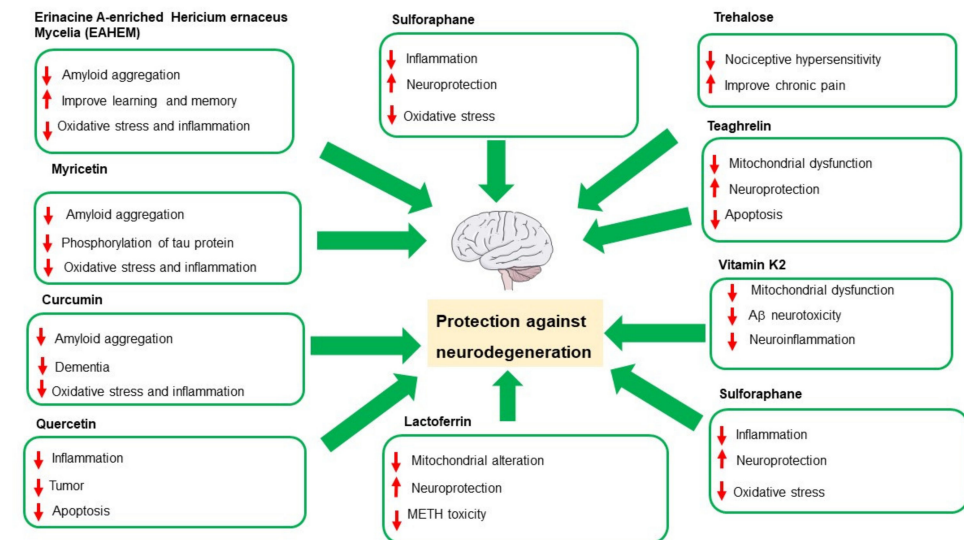 Erinacine A-enriched Hericium ernaceus
Mycelia (EAHEM)
Amyloid aggregation
Improve learning and memory
Oxidative stress and inflammation
Myricetin
Amyloid aggregation
Phosphorylation of tau protein
Oxidative stress and inflammation
Curcumin
Amyloid aggregation
Dementia
Oxidative stress and inflammation
Quercetin
Inflammation
Tumor
Apoptosis
Sulforaphane
Inflammation
Neuroprotection
Oxidative stress
Protection against
neurodegeneration
Lactoferrin
Mitochondrial alteration
Neuroprotection
METH toxicity
Trehalose
Nociceptive hypersensitivity
Improve chronic pain
Teaghrelin
Mitochondrial dysfunction
Neuroprotection
Apoptosis
Vitamin K2
Mitochondrial dysfunction
Aβ neurotoxicity
Neuroinflammation
Sulforaphane
Inflammation
Neuroprotection
Oxidative stress